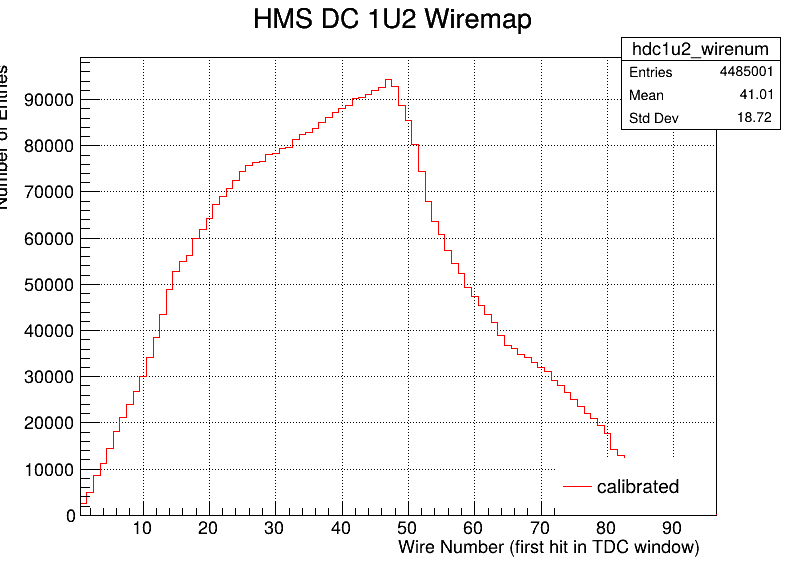 HMS DC 1U2 Wiremap
hdc1u2_wirenum
Entries 4485001
Mean 41.01
Std Dev 18.72
Number of Entries
90000
80000
70000
60000
50000
40000
30000
20000
10000
0
calibrated
10 20 30 40 50 60 70 80 90
Wire Number (first hit in TDC window)